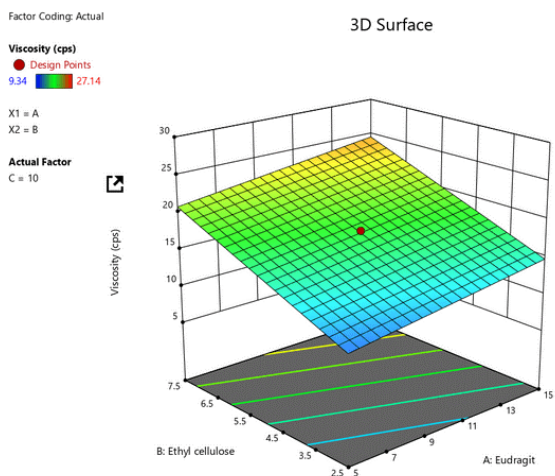 Factor Coding: Actual
3D Surface
Viscosity (cps)
Design Points
9.34 27.14
X1 = A
X2 = B
Actual Factor
C = 10
30
25
20
15
10
5
Viscosity (cps)
7.5
6.5
5.5
4.5
3.5
2.5
5
7
9
11
13
15
B: Ethyl cellulose
A: Eudragit